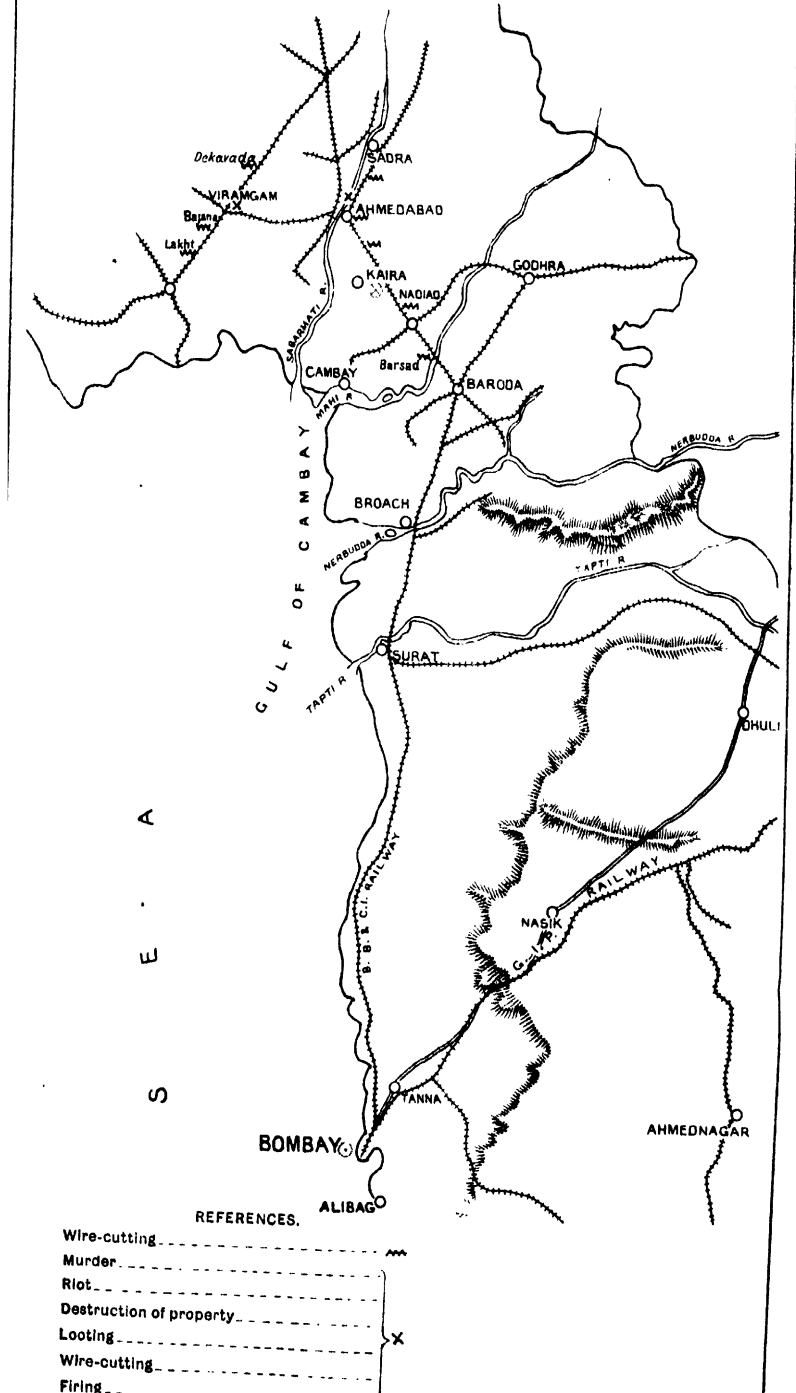 SADRA
Dekavada
VIRAMGAM
X
X
AHMEDABAD
Bajana
Lakht
KAIRA
GODHRA
NADIAD
SABARMATI R.
Barsad
CAMBAY
BARODA
MAHI R
NERBUDDA R
GULF OF CAMBAY
BROACH
NERBUDDA R.
TAPTI R
SURAT
TAPTI R
DHULI
SEA
B. B. & C. I. RAILWAY
G. I. P. RAILWAY
NASIK
TANNA
AHMEDNAGAR
BOMBAY
ALIBAG
REFERENCES.
Wire-cutting
Murder
Riot
Destruction of property
Looting
X
Wire-cutting
Firing